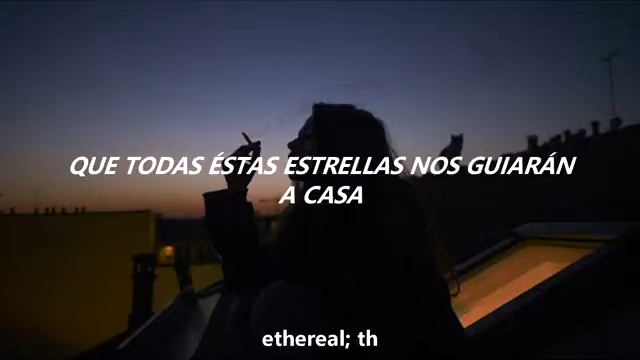 QUE TODAS ÉSTAS ESTRELLAS NOS GUIARÁN
A CASA
ethereal; th